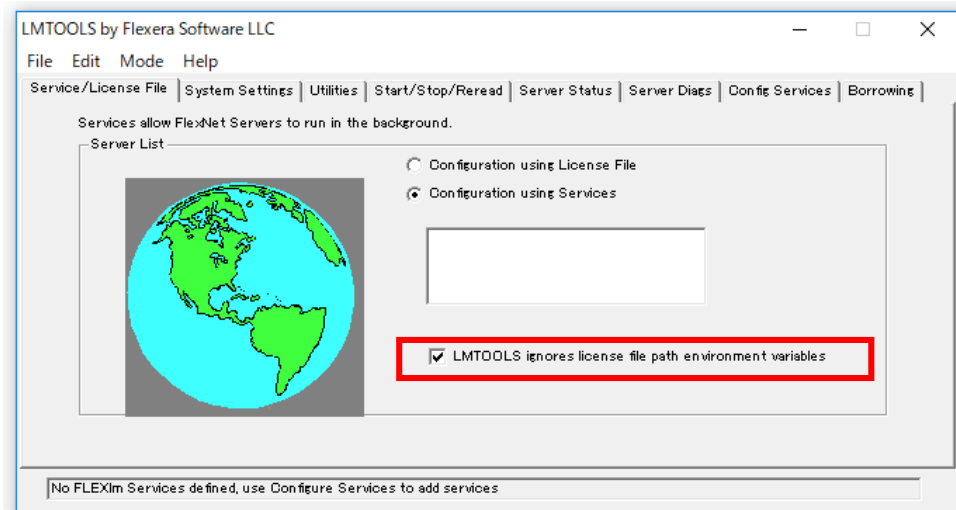 LMTOOLS by Flexera Software LLC
File Edit Mode Help
Service/License File System Settings Utilities Start/Stop/Reread Server Status Server Diags Config Services Borrowing
Services allow FlexNet Servers to run in the background.
Server List
Configuration using License File
Configuration using Services
LMTOOLS ignores license file path environment variables
No FLEXlm Services defined, use Configure Services to add services